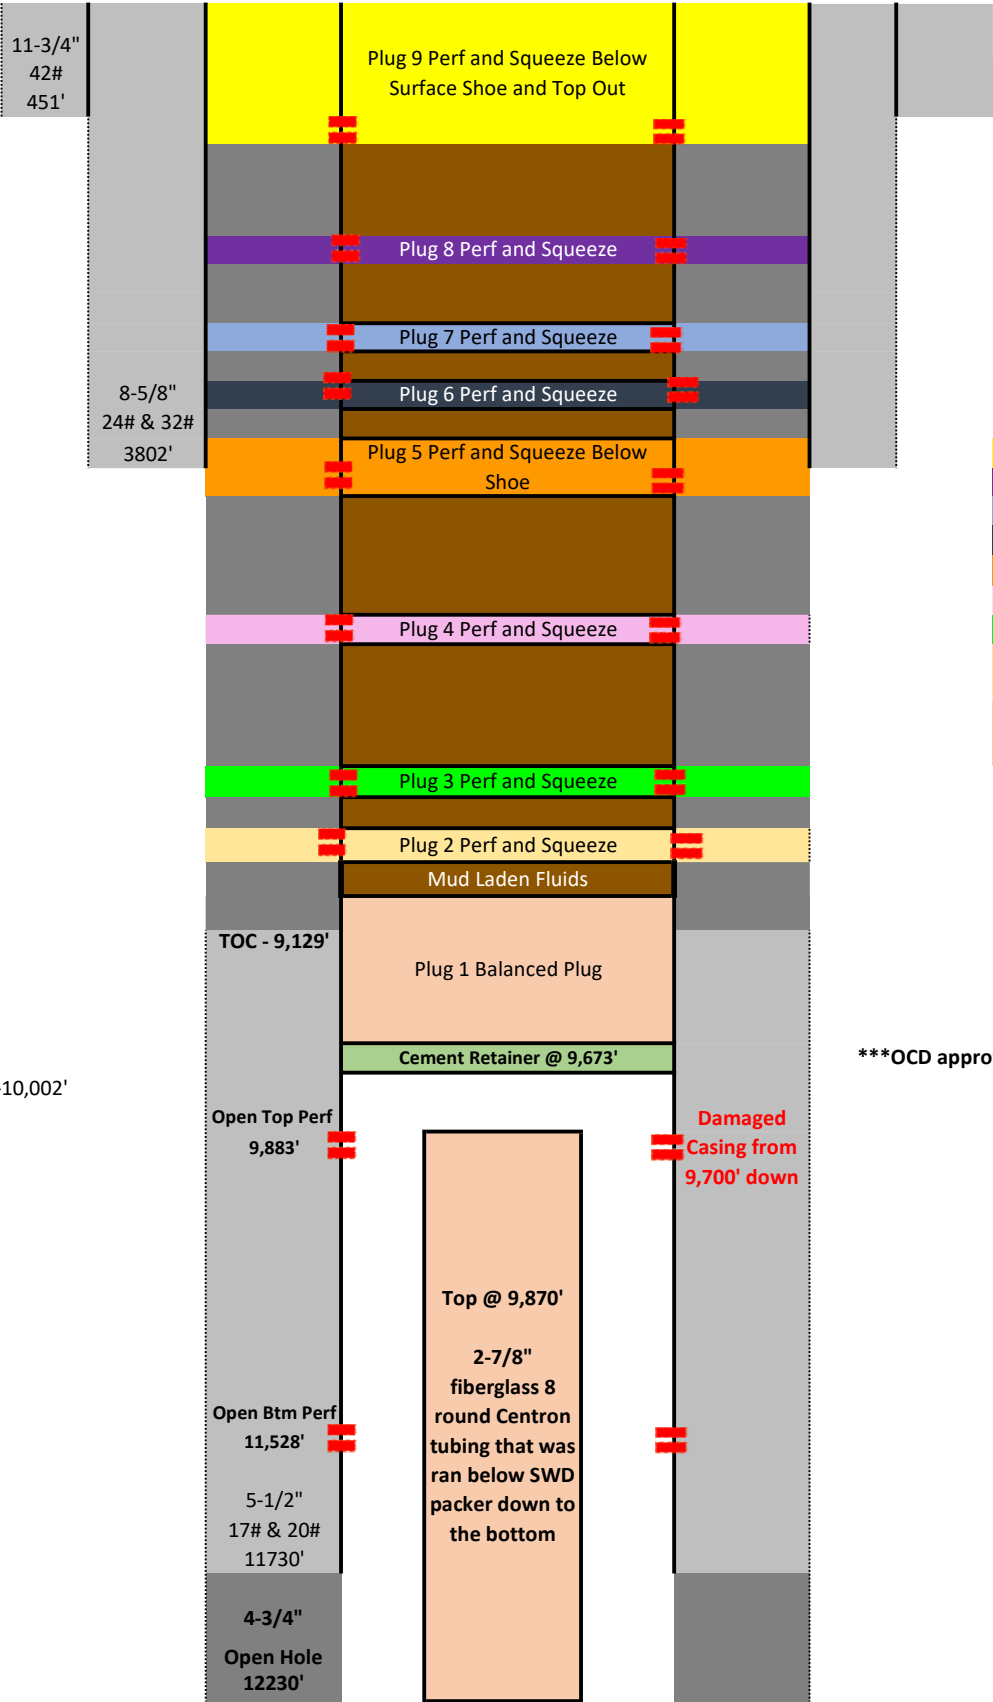 11-3/4"
42#
451'
Plug 9 Perf and Squeeze Below
Surface Shoe and Top Out
Plug 8 Perf and Squeeze
Plug 7 Perf and Squeeze
Plug 6 Perf and Squeeze
8-5/8"
24# & 32#
3802'
Plug 5 Perf and Squeeze Below
Shoe
Plug 4 Perf and Squeeze
Plug 3 Perf and Squeeze
Plug 2 Perf and Squeeze
Mud Laden Fluids
TOC - 9,129'
Plug 1 Balanced Plug
Cement Retainer @ 9,673'
***OCD appro
-10,002'
Open Top Perf
9,883'
Damaged
Casing from
9,700' down
Top @ 9,870'
2-7/8"
fiberglass 8
round Centron
tubing that was
ran below SWD
packer down to
the bottom
Open Btm Perf
11,528'
5-1/2"
17# & 20#
11730'
4-3/4"
Open Hole
12230'